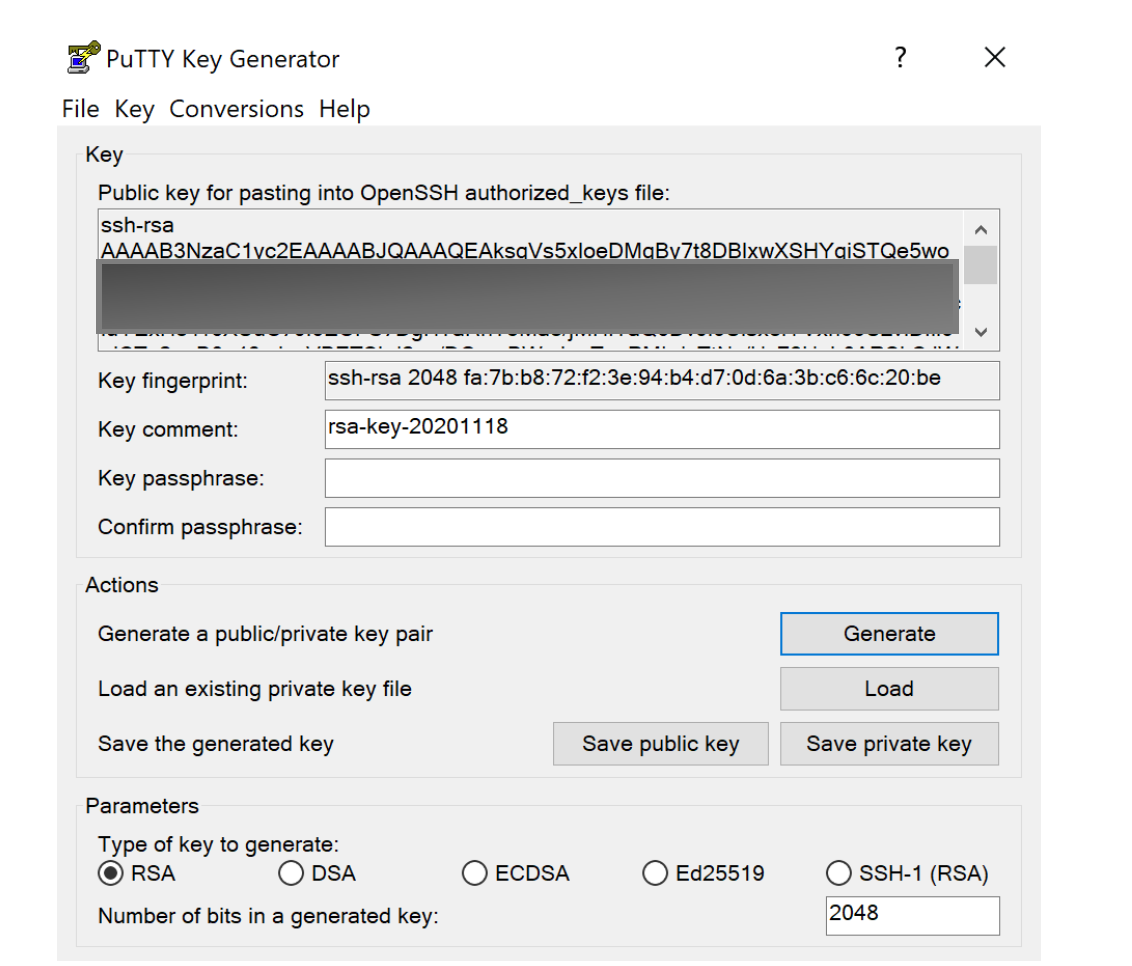 PuTTY Key Generator
? ×
File Key Conversions Help
Key
Public key for pasting into OpenSSH authorized_keys file:
ssh-rsa
AAAAB3NzaC1yc2EAAAABJQAAAQEAksgVs5xloeDMgBy7t8DBlxwXSHYgiSTQe5wo
Key fingerprint: ssh-rsa 2048 fa:7b:b8:72:f2:3e:94:b4:d7:0d:6a:3b:c6:6c:20:be
Key comment: rsa-key-20201118
Key passphrase:
Confirm passphrase:
Actions
Generate a public/private key pair Generate
Load an existing private key file Load
Save the generated key Save public key Save private key
Parameters
Type of key to generate:
RSA DSA ECDSA Ed25519 SSH-1 (RSA)
Number of bits in a generated key: 2048